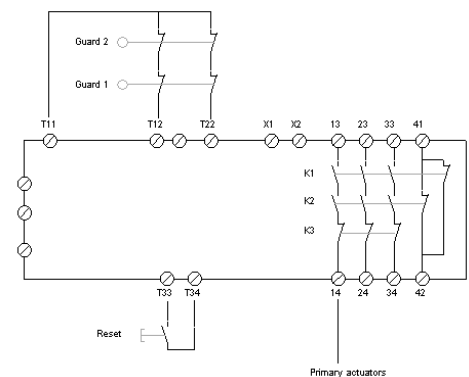 Guard 2
Guard 1
T11 T12 T22 X1 X2 13 23 33 41
K1
K2
K3
T33 T34 14 24 34 42
Reset
Primary actuators